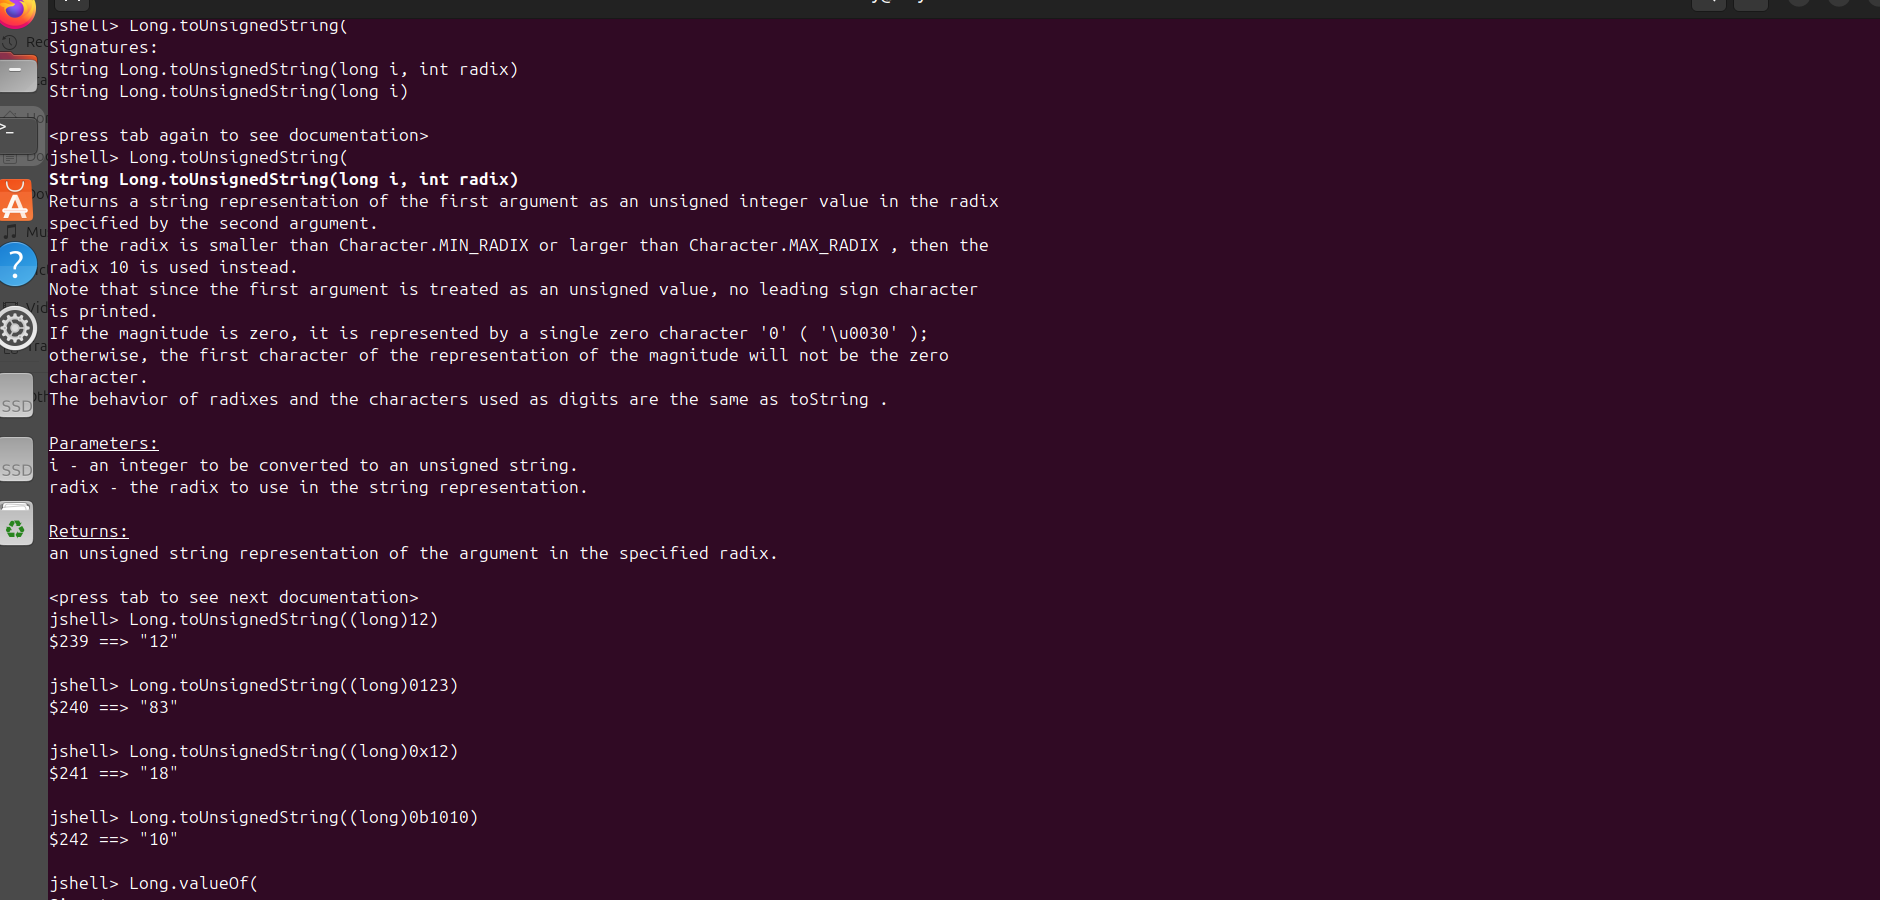 jshell> Long.toUnsignedString(
Signatures:
String Long.toUnsignedString(long i, int radix)
String Long.toUnsignedString(long i)
<press tab again to see documentation>
jshell> Long.toUnsignedString(
String Long.toUnsignedString(long i, int radix)
Returns a string representation of the first argument as an unsigned integer value in the radix
specified by the second argument.
If the radix is smaller than Character.MIN_RADIX or larger than Character.MAX_RADIX , then the
radix 10 is used instead.
Note that since the first argument is treated as an unsigned value, no leading sign character
is printed.
If the magnitude is zero, it is represented by a single zero character '0' ( '\u0030' );
otherwise, the first character of the representation of the magnitude will not be the zero
character.
The behavior of radixes and the characters used as digits are the same as toString .
Parameters:
i - an integer to be converted to an unsigned string.
radix - the radix to use in the string representation.
Returns:
an unsigned string representation of the argument in the specified radix.
<press tab to see next documentation>
jshell> Long.toUnsignedString((long)12)
$239 ==> "12"
jshell> Long.toUnsignedString((long)0123)
$240 ==> "83"
jshell> Long.toUnsignedString((long)0x12)
$241 ==> "18"
jshell> Long.toUnsignedString((long)0b1010)
$242 ==> "10"
jshell> Long.valueOf(
SSD
SSD